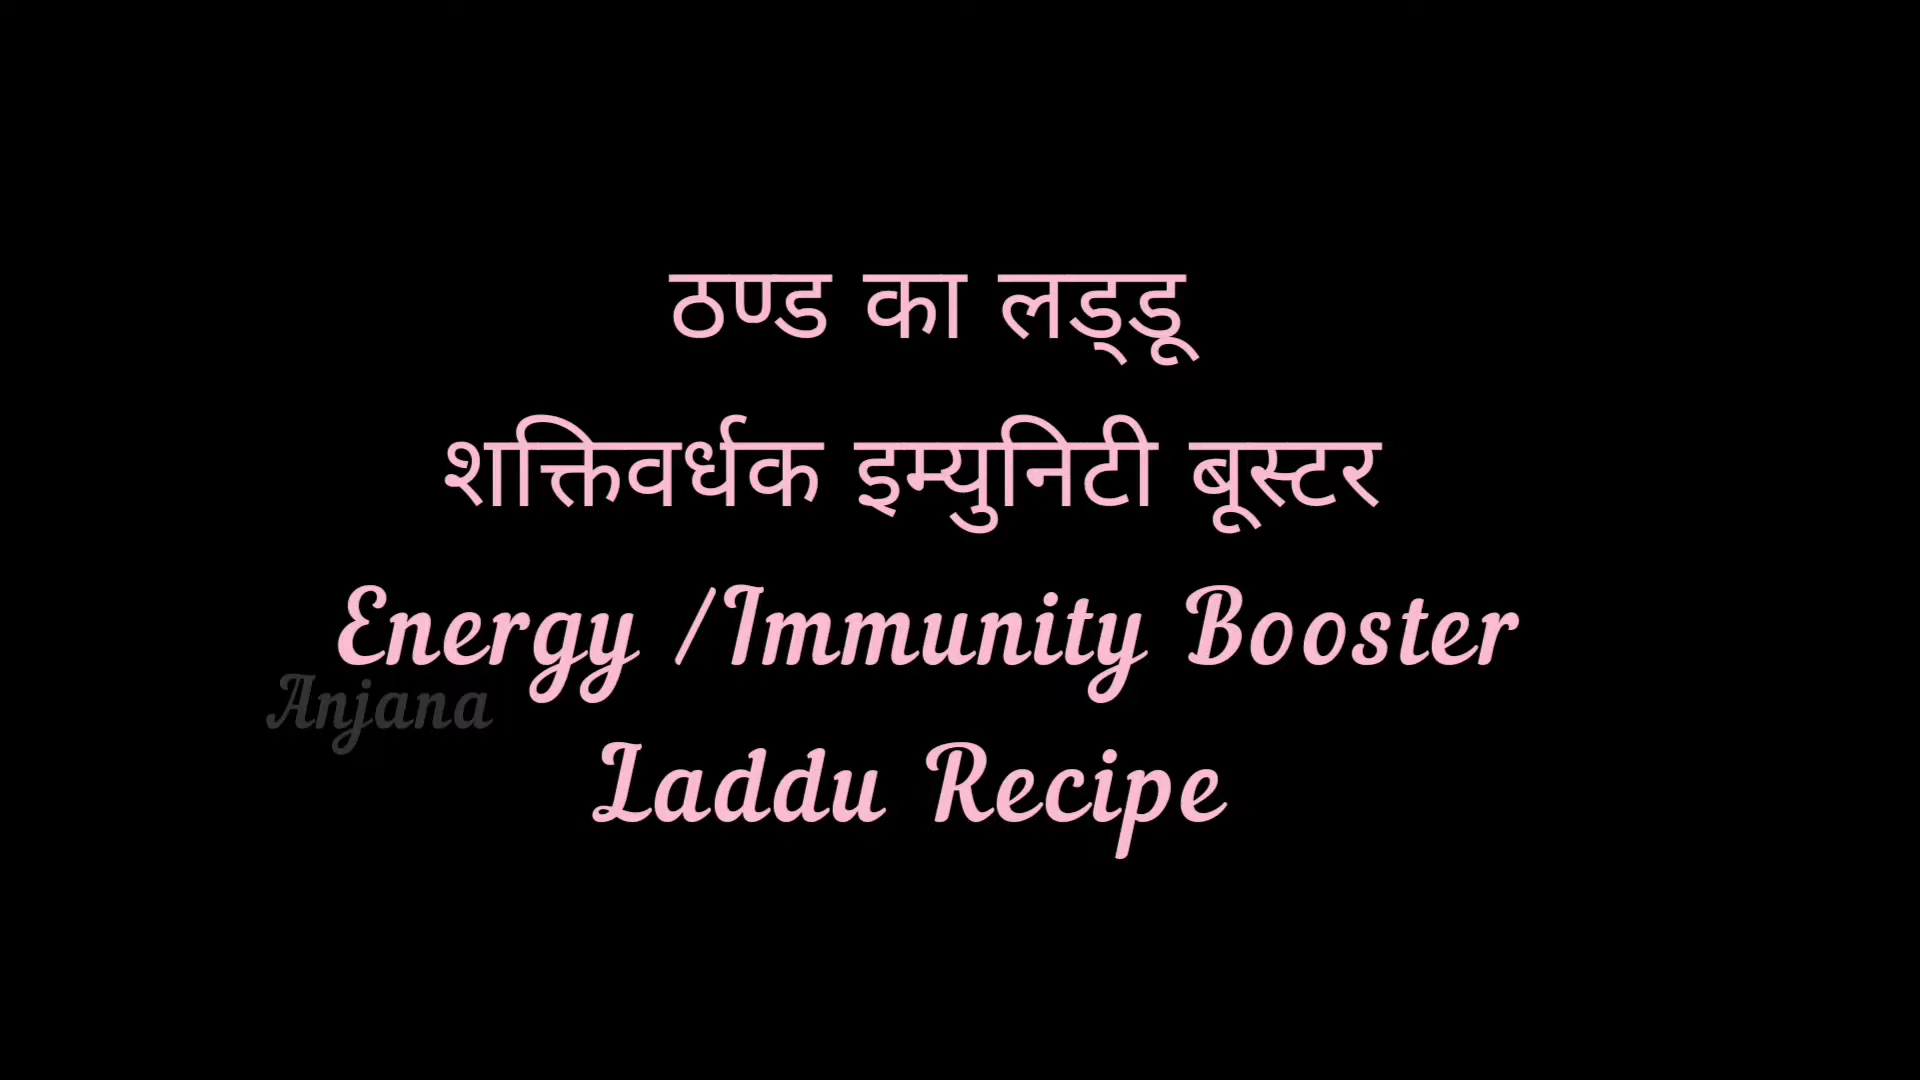 ठण्ड का लड्डू
शक्तिवर्धक इम्युनिटी बूस्टर
Energy /Immunity Booster
Anjana
Laddu Recipe